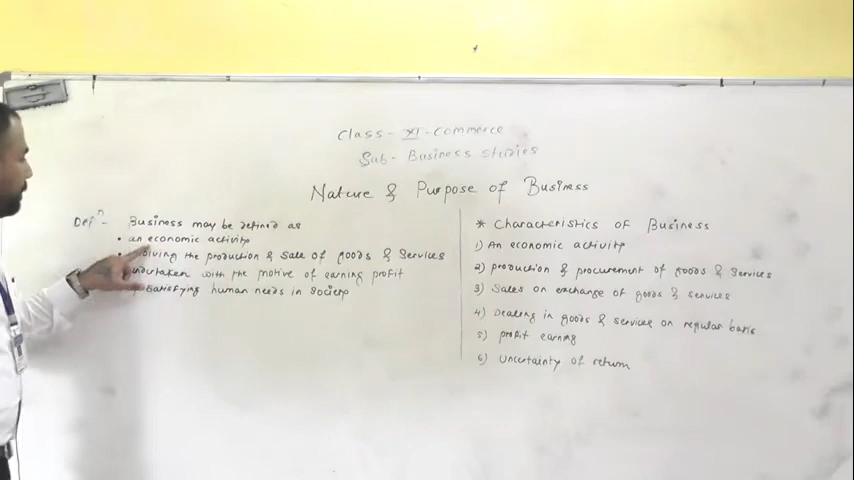 Class - XI - Commerce
Sub - Business Studies
Nature & Purpose of Business
Defⁿ - Business may be defined as
• an economic activity
the production & sale of goods & services
with the motive of earning profit
satisfying human needs in society
* Characteristics of Business
1) An economic activity
2) production & procurement of goods & services
3) Sales on exchange of goods & services
4) Dealing in goods & services on regular basis
5) profit earning
6) Uncertainty of return